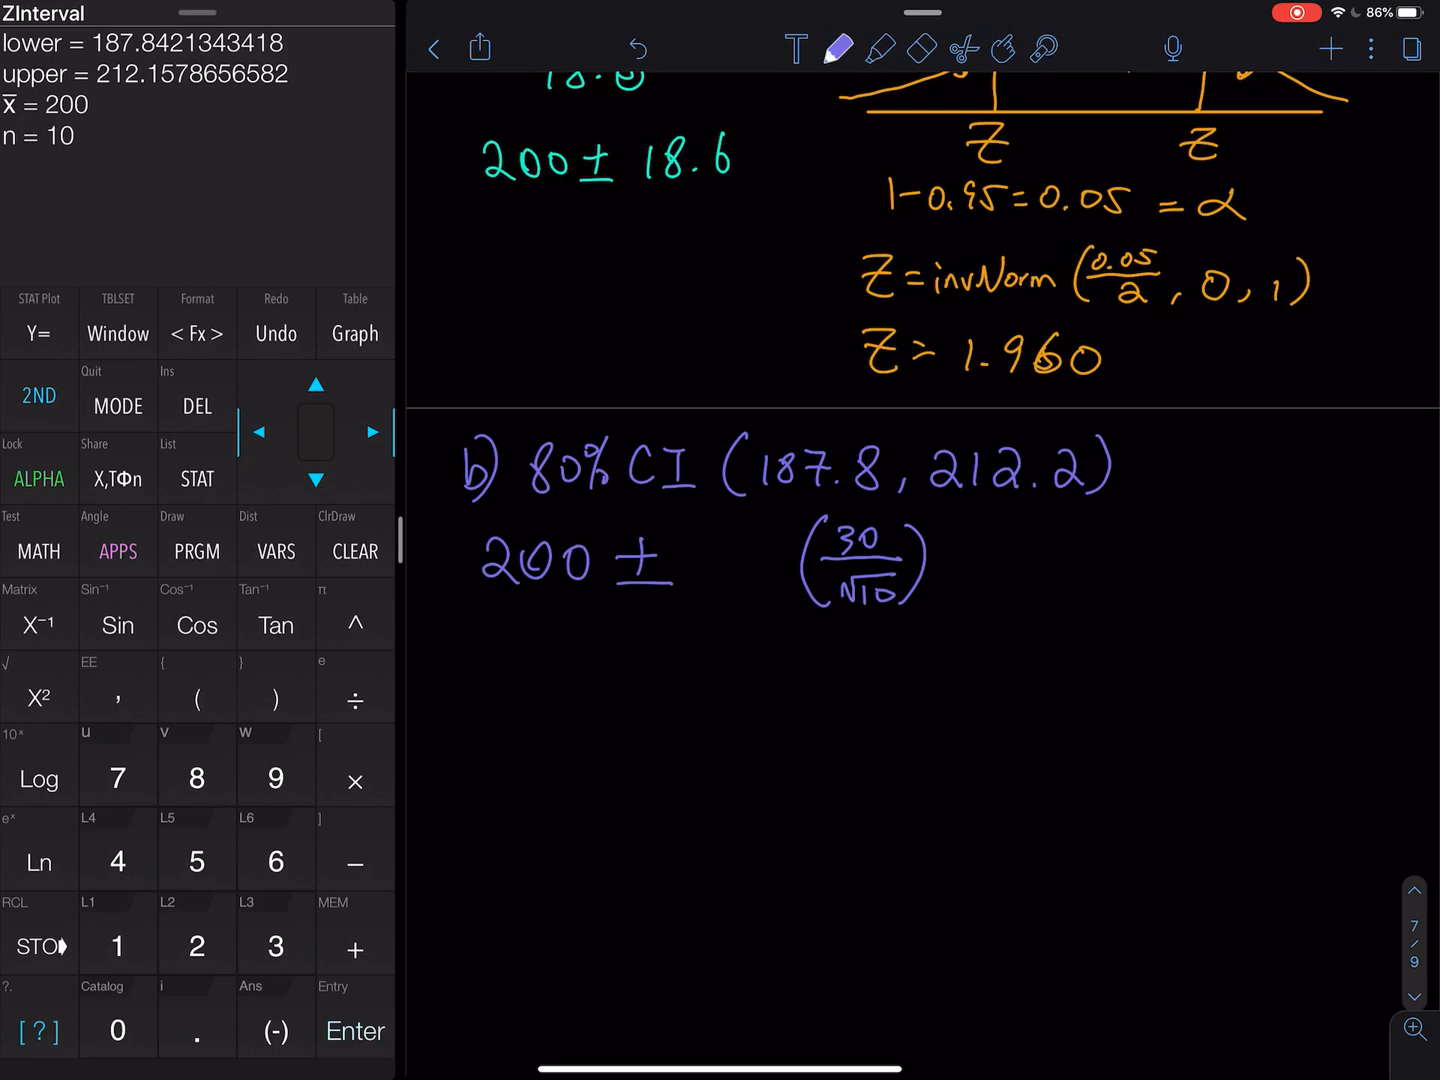 ZInterval
lower = 187.8421343418
upper = 212.1578656582
x̅ = 200
n = 10
STAT Plot TBLSET Format Redo Table
Y= Window < Fx > Undo Graph
Quit Ins
2ND MODE DEL
Lock Share List
ALPHA X,TΦn STAT
Test Angle Draw Dist ClrDraw
MATH APPS PRGM VARS CLEAR
Matrix Sin⁻¹ Cos⁻¹ Tan⁻¹ π
X⁻¹ Sin Cos Tan ^
√ EE { } e
X² , ( ) ÷
10ˣ u V W [
Log 7 8 9 ×
eˣ L4 L5 L6 ]
Ln 4 5 6 −
RCL L1 L2 L3 MEM
STO 1 2 3 +
?. Catalog i Ans Entry
[ ? ] 0 . (-) Enter
86%
T
200 ± 18.6
Z Z
1-0.95=0.05 = α
Z = invNorm (0.05/2, 0, 1)
Z = 1.960
b) 80% CI (187.8, 212.2)
200 ± (30/√10)
7
/
9